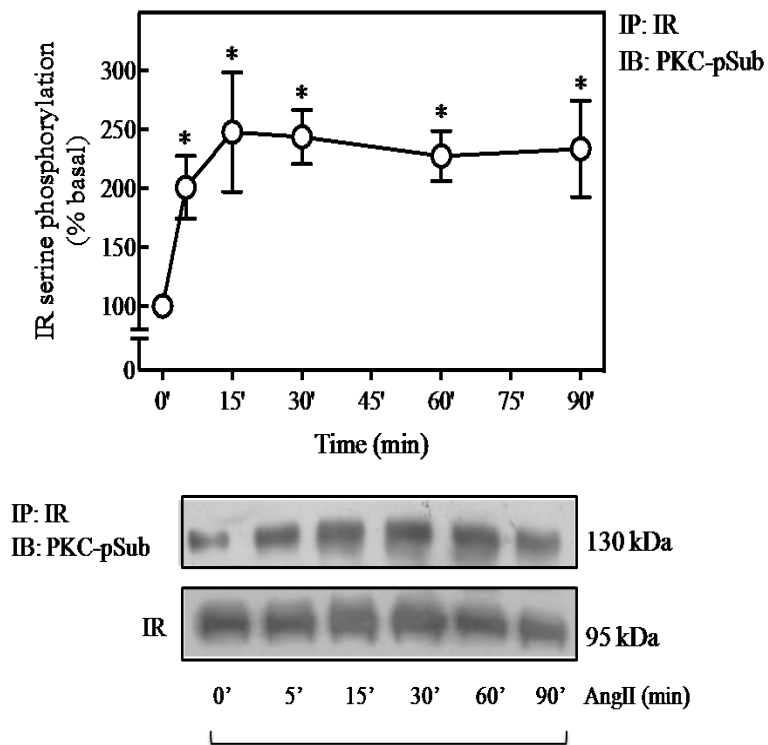 IP: IR
IB: PKC-pSub
IR serine phosphorylation
(% basal)
300
250
200
150
100
0
* * * * *
0' 15' 30' 45' 60' 75' 90'
Time (min)
IP: IR
IB: PKC-pSub
130 kDa
IR
95 kDa
0’ 5’ 15’ 30’ 60’ 90’ AngII (min)